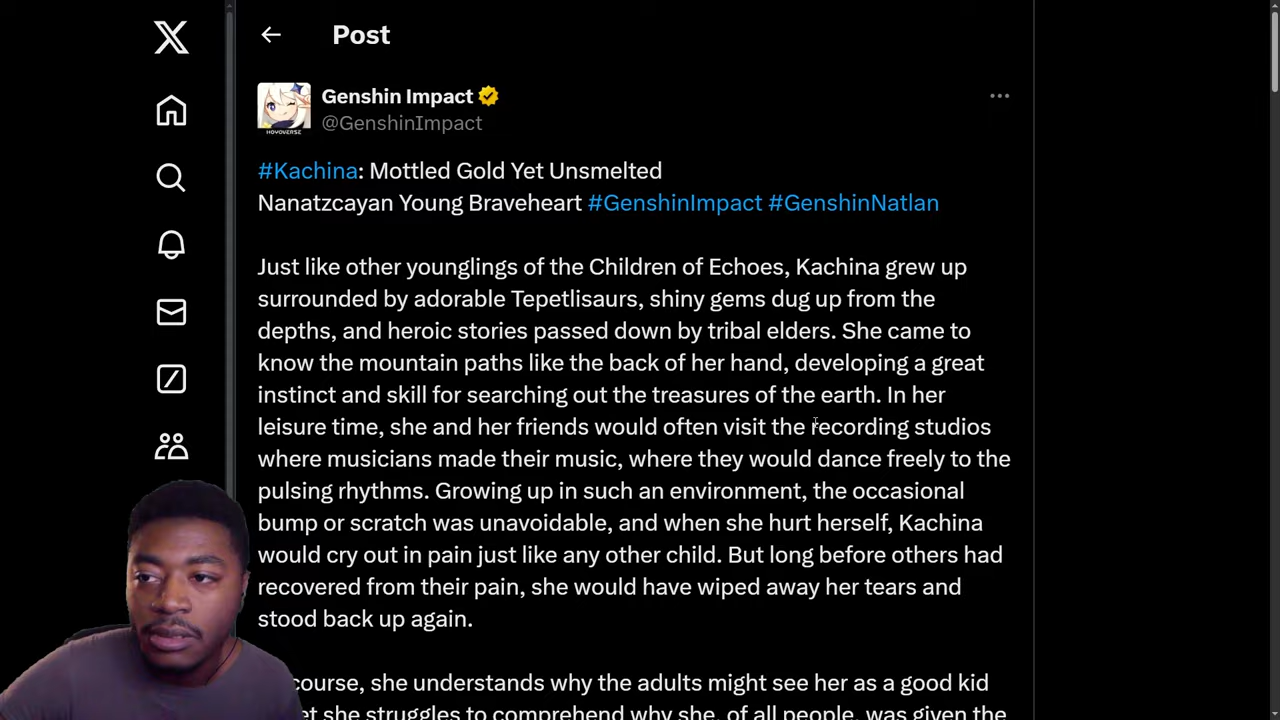 Post
Genshin Impact
@GenshinImpact
HOYOVERSE
#Kachina: Mottled Gold Yet Unsmelted
Nanatzcayan Young Braveheart #GenshinImpact #GenshinNatlan
Just like other younglings of the Children of Echoes, Kachina grew up
surrounded by adorable Tepetlisaurs, shiny gems dug up from the
depths, and heroic stories passed down by tribal elders. She came to
know the mountain paths like the back of her hand, developing a great
instinct and skill for searching out the treasures of the earth. In her
leisure time, she and her friends would often visit the recording studios
where musicians made their music, where they would dance freely to the
pulsing rhythms. Growing up in such an environment, the occasional
bump or scratch was unavoidable, and when she hurt herself, Kachina
would cry out in pain just like any other child. But long before others had
recovered from their pain, she would have wiped away her tears and
stood back up again.
course, she understands why the adults might see her as a good kid
she struggles to comprehend why she, of all people, was given the